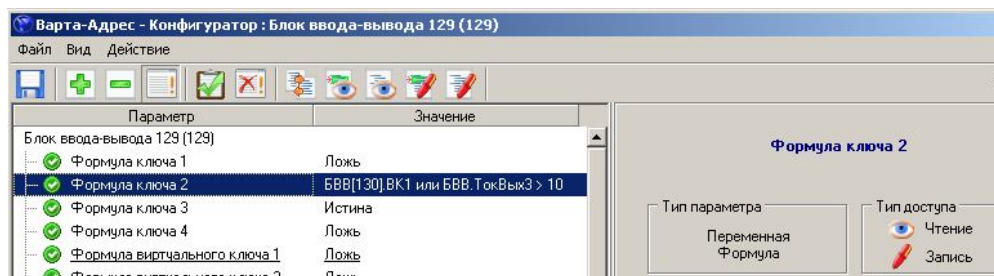 Варта-Адрес - Конфигуратор : Блок ввода-вывода 129 (129)
Файл Вид Действие
Параметр Значение
Блок ввода-вывода 129 (129)
Формула ключа 1 Ложь
Формула ключа 2 БВВ[130].ВК1 или БВВ.ТокВых3 > 10
Формула ключа 3 Истина
Формула ключа 4 Ложь
Формула виртуального ключа 1 Ложь
Формула ключа 2
Тип параметра
Переменная
Формула
Тип доступа
Чтение
Запись